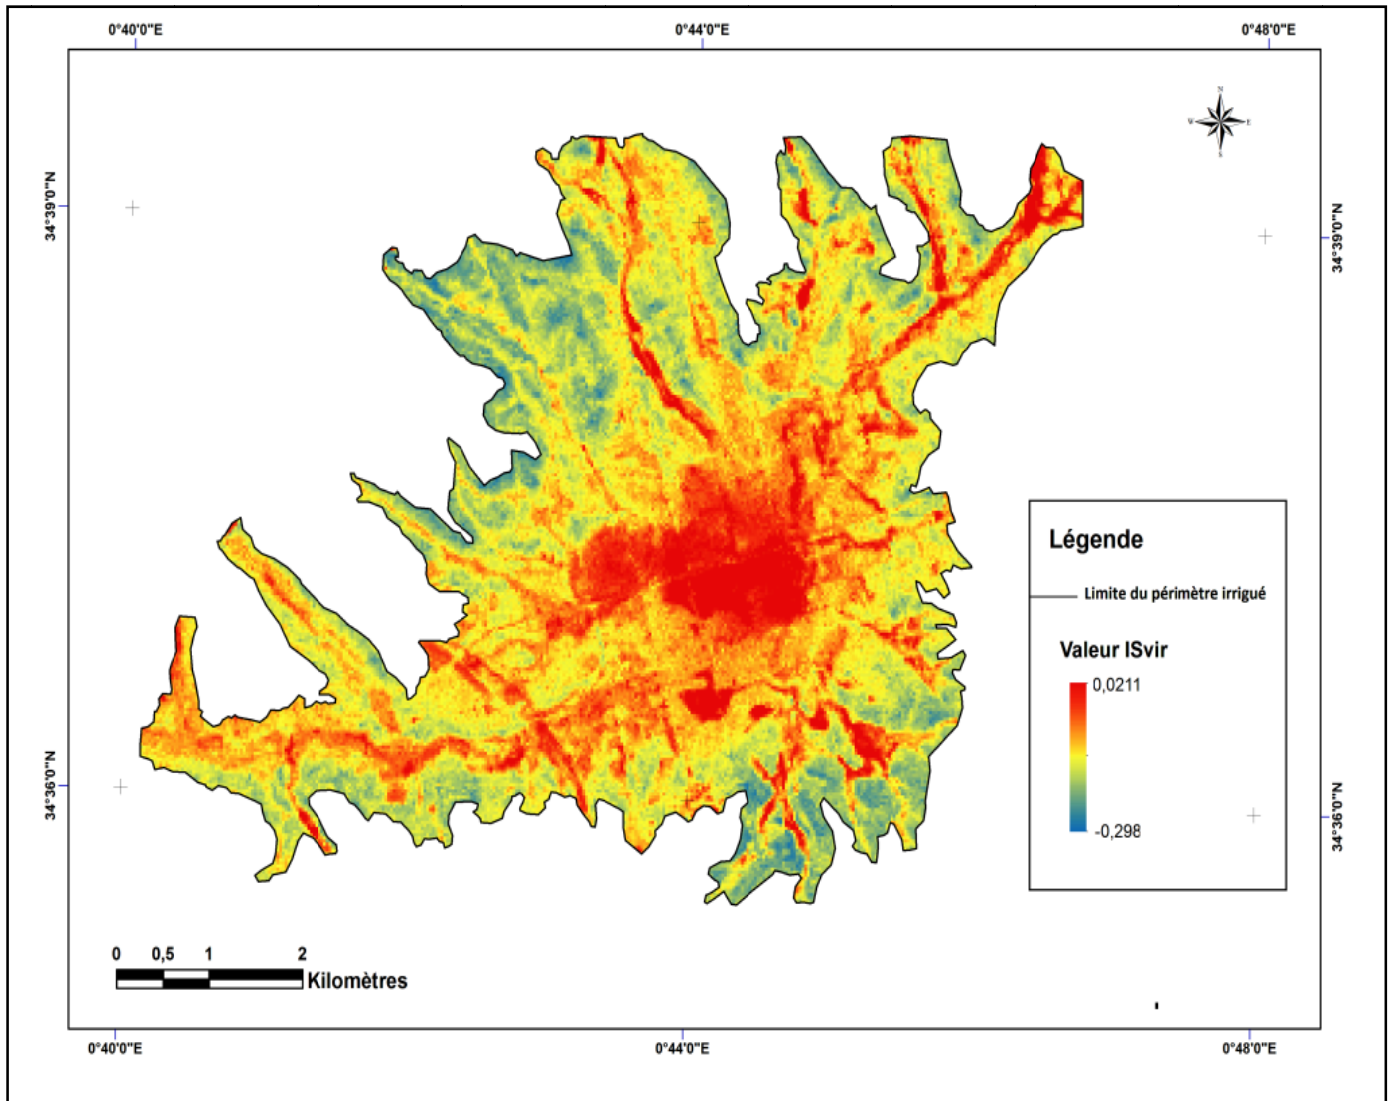 0°40'0"E 0°44'0"E 0°48'0"E
N
W E
S
34°39'0"N
34°39'0"N
Légende
Limite du périmètre irrigué
Valeur ISvir
0,0211
-0,298
34°36'0"N
34°36'0"N
0 0,5 1 2
Kilomètres
0°40'0"E 0°44'0"E 0°48'0"E